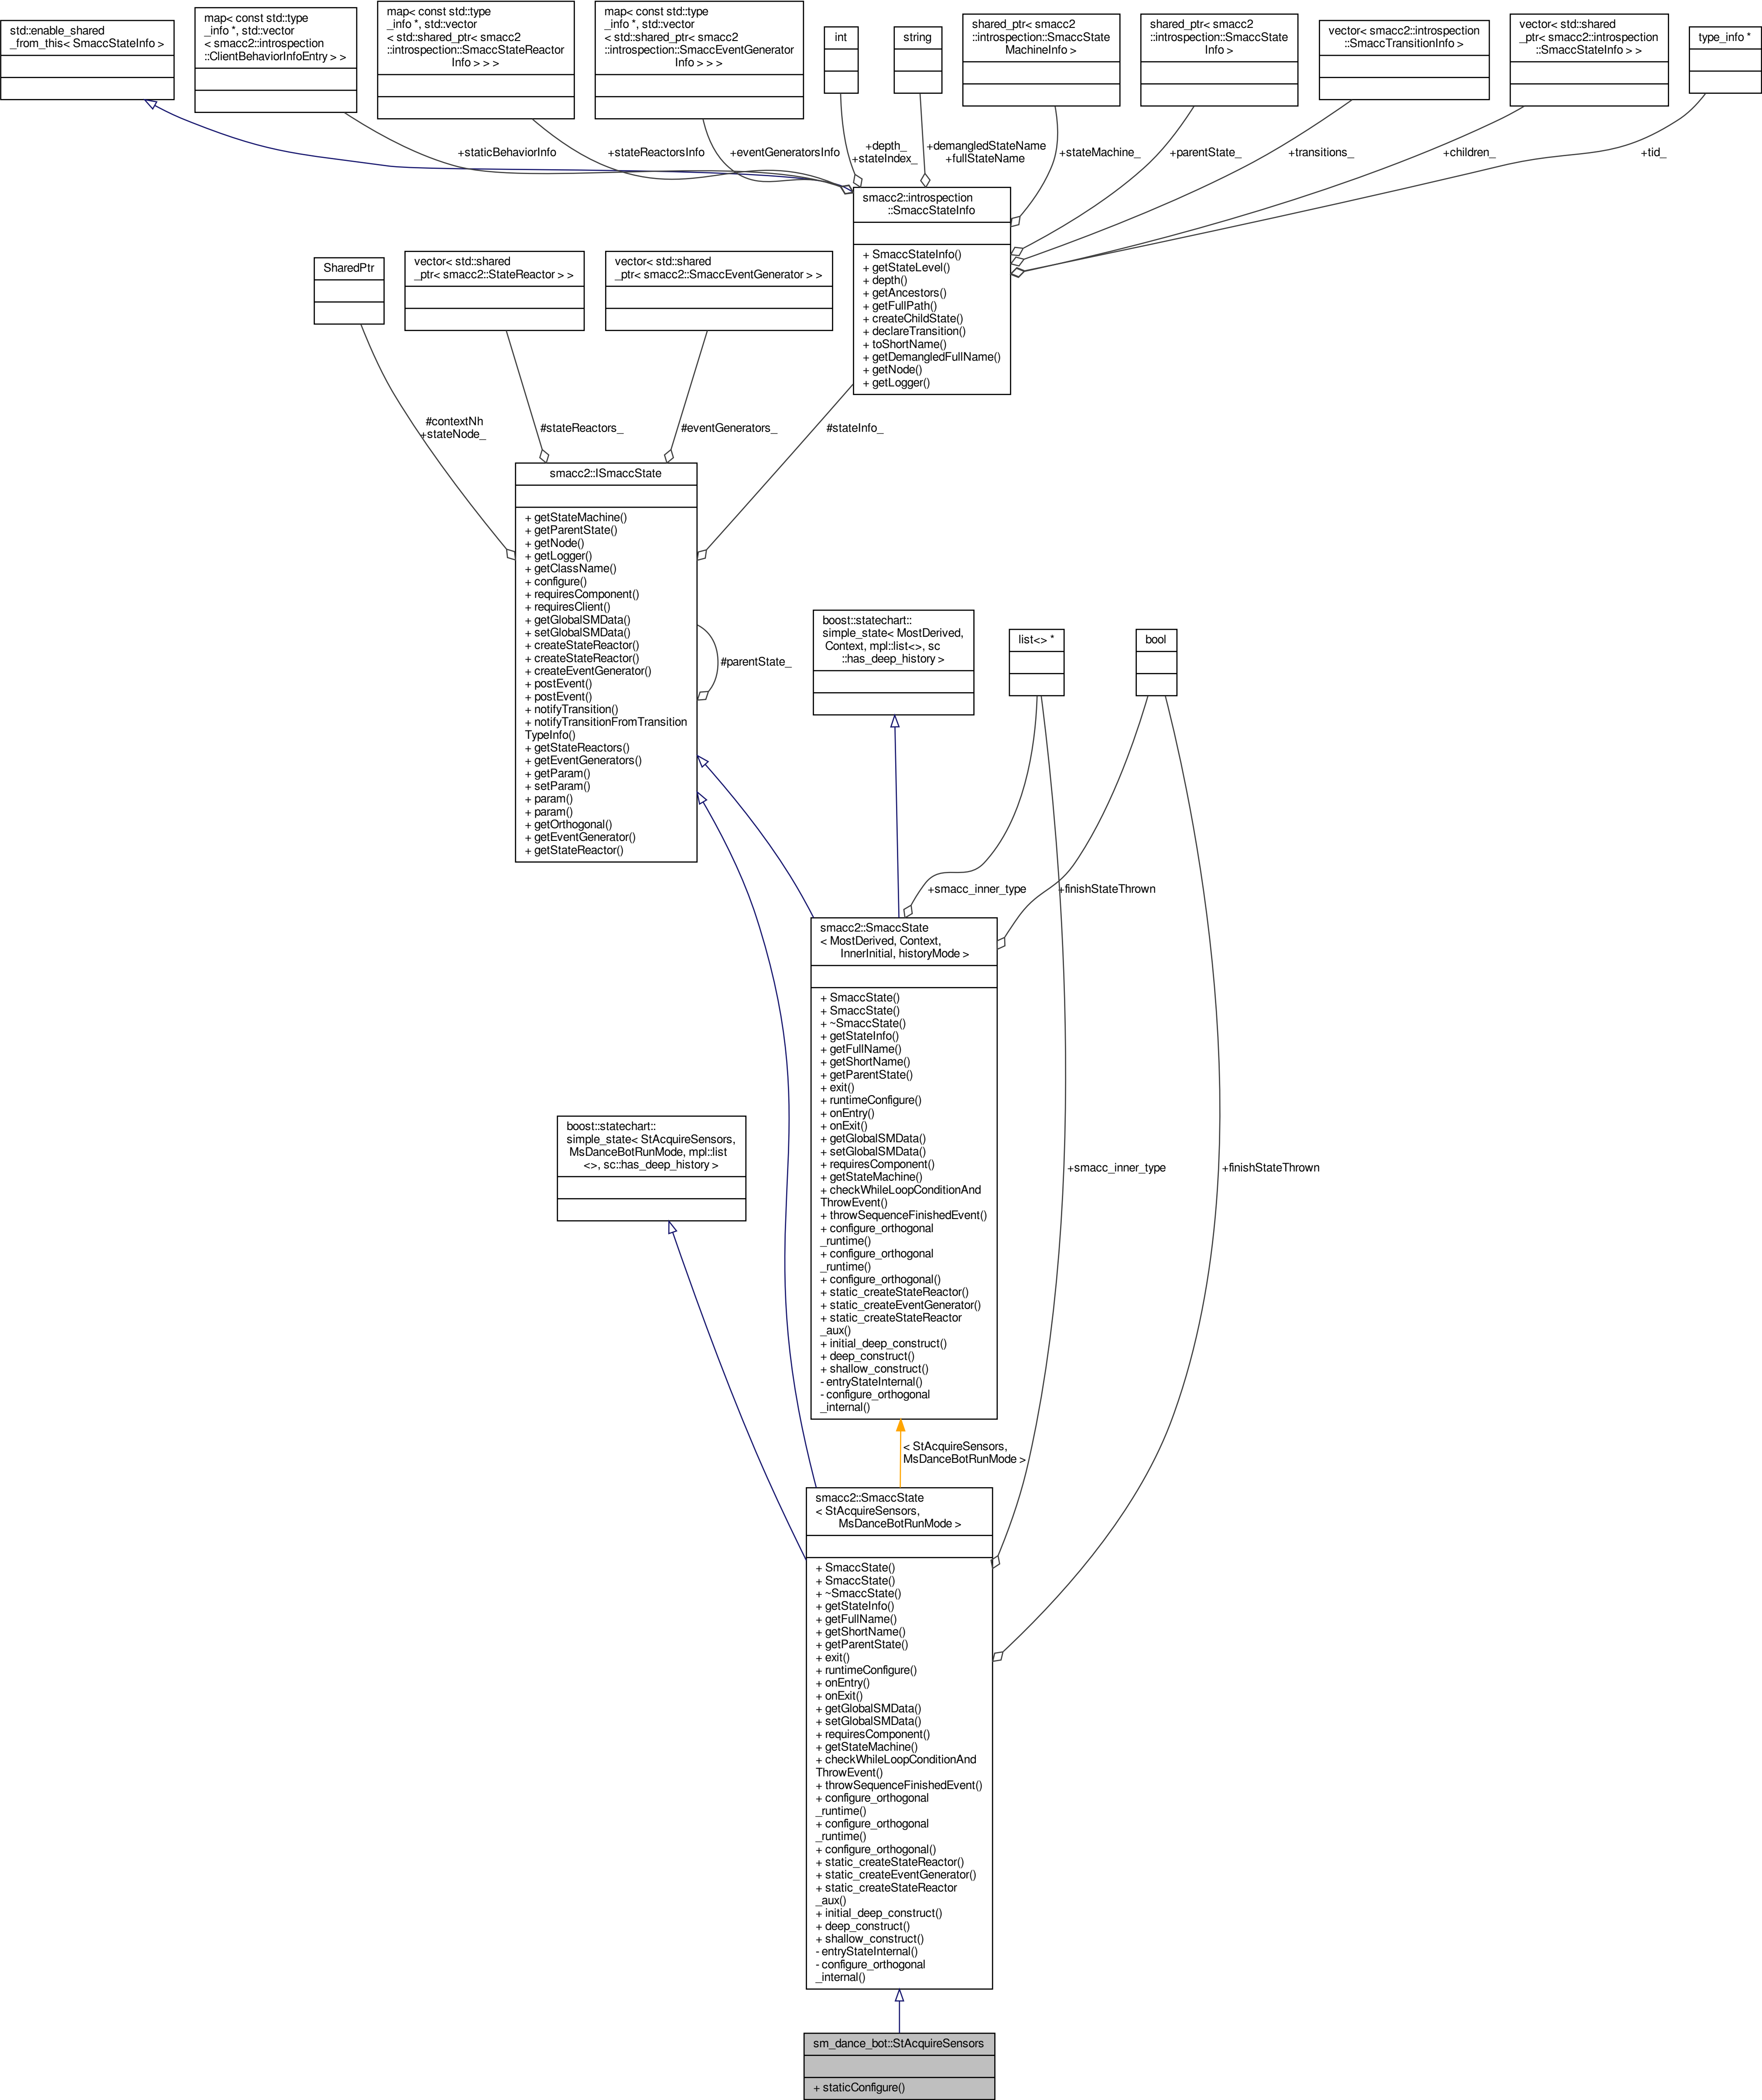 std::enable_shared
_from_this< SmaccStateInfo >
map< const std::type
_info *, std::vector
< smacc2::introspection
::ClientBehaviorInfoEntry > >
map< const std::type
_info *, std::vector
< std::shared_ptr< smacc2
::introspection::SmaccStateReactor
Info > > >
map< const std::type
_info *, std::vector
< std::shared_ptr< smacc2
::introspection::SmaccEventGenerator
Info > > >
int
string
shared_ptr< smacc2
::introspection::SmaccState
MachineInfo >
shared_ptr< smacc2
::introspection::SmaccState
Info >
vector< smacc2::introspection
::SmaccTransitionInfo >
vector< std::shared
_ptr< smacc2::introspection
::SmaccStateInfo > >
type_info *
+staticBehaviorInfo
+stateReactorsInfo
+eventGeneratorsInfo
+depth_
+stateIndex_
+demangledStateName
+fullStateName
+stateMachine_
+parentState_
+transitions_
+children_
+tid_
smacc2::introspection
::SmaccStateInfo
+ SmaccStateInfo()
+ getStateLevel()
+ depth()
+ getAncestors()
+ getFullPath()
+ createChildState()
+ declareTransition()
+ toShortName()
+ getDemangledFullName()
+ getNode()
+ getLogger()
SharedPtr
vector< std::shared
_ptr< smacc2::StateReactor > >
vector< std::shared
_ptr< smacc2::SmaccEventGenerator > >
#contextNh
+stateNode_
#stateReactors_
#eventGenerators_
#stateInfo_
smacc2::ISmaccState
+ getStateMachine()
+ getParentState()
+ getNode()
+ getLogger()
+ getClassName()
+ configure()
+ requiresComponent()
+ requiresClient()
+ getGlobalSMData()
+ setGlobalSMData()
+ createStateReactor()
+ createStateReactor()
+ createEventGenerator()
+ postEvent()
+ postEvent()
+ notifyTransition()
+ notifyTransitionFromTransition
TypeInfo()
+ getStateReactors()
+ getEventGenerators()
+ getParam()
+ setParam()
+ param()
+ param()
+ getOrthogonal()
+ getEventGenerator()
+ getStateReactor()
#parentState_
boost::statechart::
simple_state< MostDerived,
Context, mpl::list<>, sc
::has_deep_history >
list<> *
bool
+smacc_inner_type
+finishStateThrown
smacc2::SmaccState
< MostDerived, Context,
InnerInitial, historyMode >
+ SmaccState()
+ SmaccState()
+ ~SmaccState()
+ getStateInfo()
+ getFullName()
+ getShortName()
+ getParentState()
+ exit()
+ runtimeConfigure()
+ onEntry()
+ onExit()
+ getGlobalSMData()
+ setGlobalSMData()
+ requiresComponent()
+ getStateMachine()
+ checkWhileLoopConditionAnd
ThrowEvent()
+ throwSequenceFinishedEvent()
+ configure_orthogonal
_runtime()
+ configure_orthogonal
_runtime()
+ configure_orthogonal()
+ static_createStateReactor()
+ static_createEventGenerator()
+ static_createStateReactor
_aux()
+ initial_deep_construct()
+ deep_construct()
+ shallow_construct()
- entryStateInternal()
- configure_orthogonal
_internal()
boost::statechart::
simple_state< StAcquireSensors,
MsDanceBotRunMode, mpl::list
<>, sc::has_deep_history >
+smacc_inner_type
+finishStateThrown
< StAcquireSensors,
MsDanceBotRunMode >
smacc2::SmaccState
< StAcquireSensors,
MsDanceBotRunMode >
+ SmaccState()
+ SmaccState()
+ ~SmaccState()
+ getStateInfo()
+ getFullName()
+ getShortName()
+ getParentState()
+ exit()
+ runtimeConfigure()
+ onEntry()
+ onExit()
+ getGlobalSMData()
+ setGlobalSMData()
+ requiresComponent()
+ getStateMachine()
+ checkWhileLoopConditionAnd
ThrowEvent()
+ throwSequenceFinishedEvent()
+ configure_orthogonal
_runtime()
+ configure_orthogonal
_runtime()
+ configure_orthogonal()
+ static_createStateReactor()
+ static_createEventGenerator()
+ static_createStateReactor
_aux()
+ initial_deep_construct()
+ deep_construct()
+ shallow_construct()
- entryStateInternal()
- configure_orthogonal
_internal()
sm_dance_bot::StAcquireSensors
+ staticConfigure()